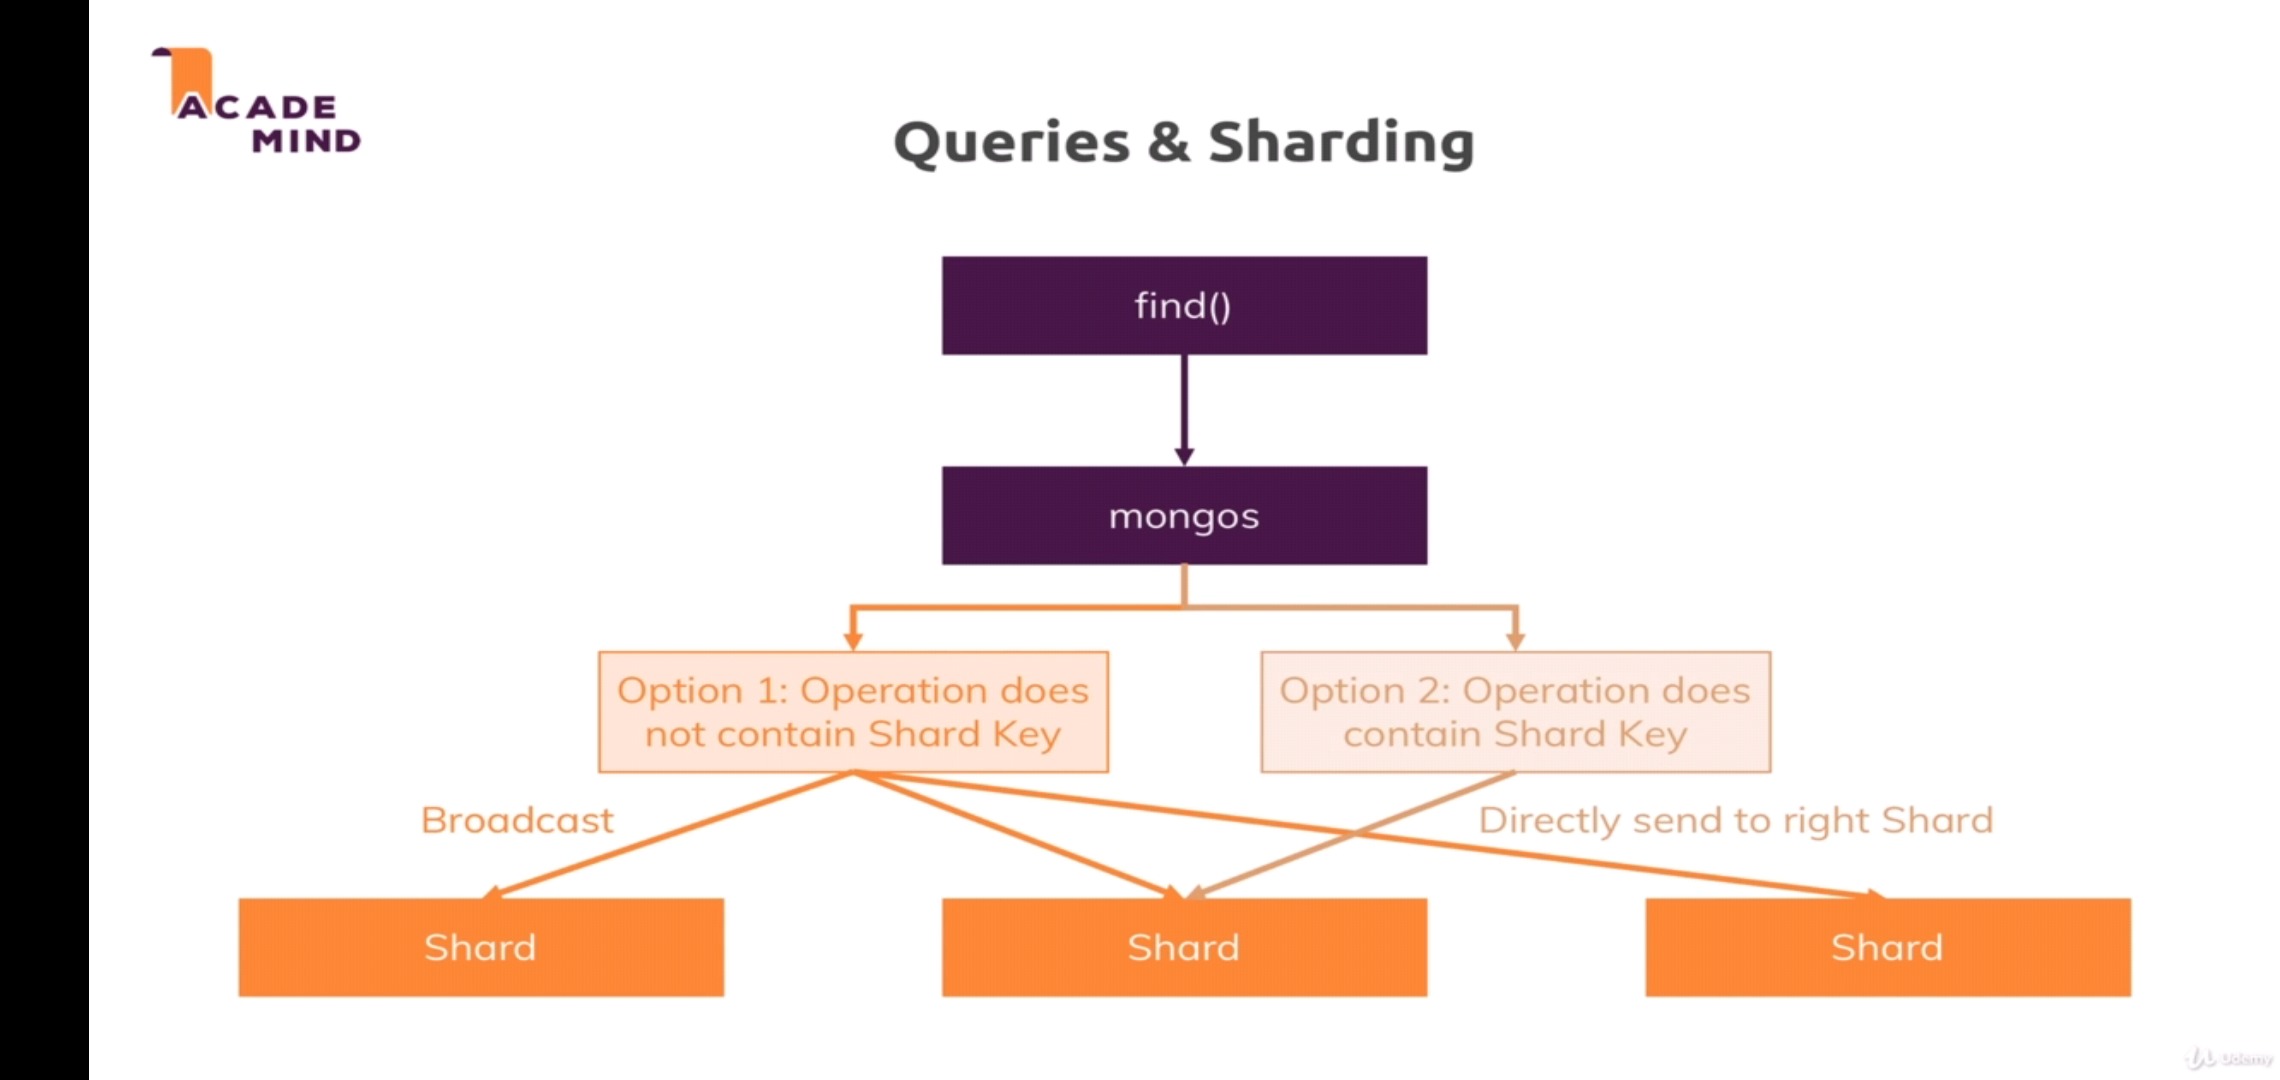 ACADE
MIND
Queries & Sharding
find()
mongos
Option 1: Operation does
not contain Shard Key
Option 2: Operation does
contain Shard Key
Broadcast
Directly send to right Shard
Shard
Shard
Shard
Udemy